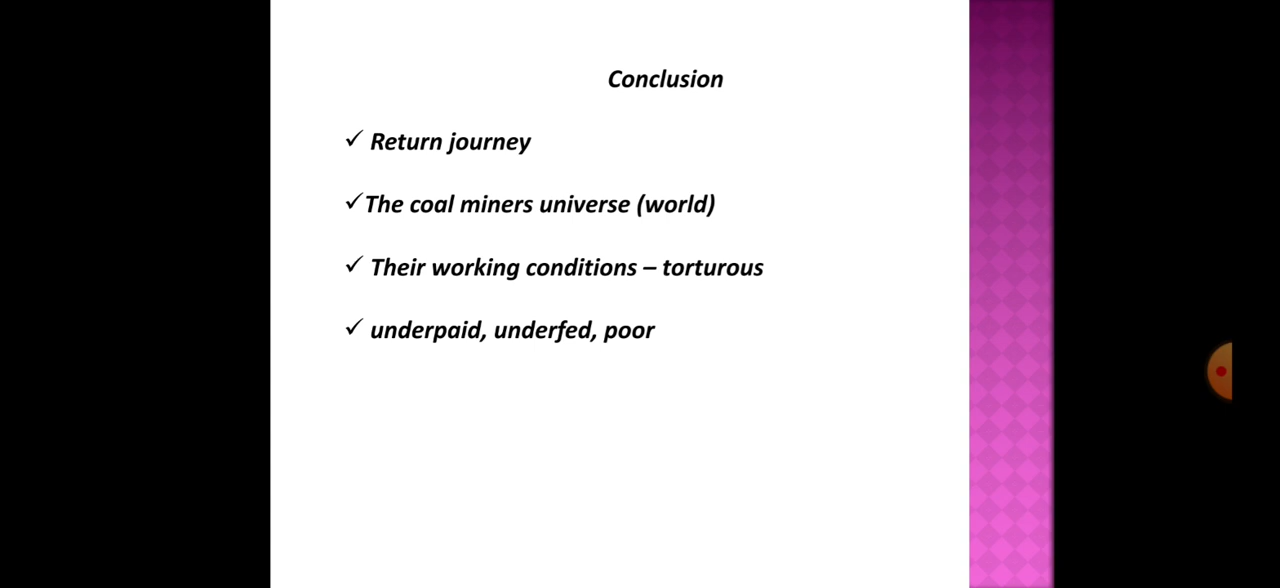 Conclusion
✓ Return journey
✓The coal miners universe (world)
✓ Their working conditions – torturous
✓ underpaid, underfed, poor